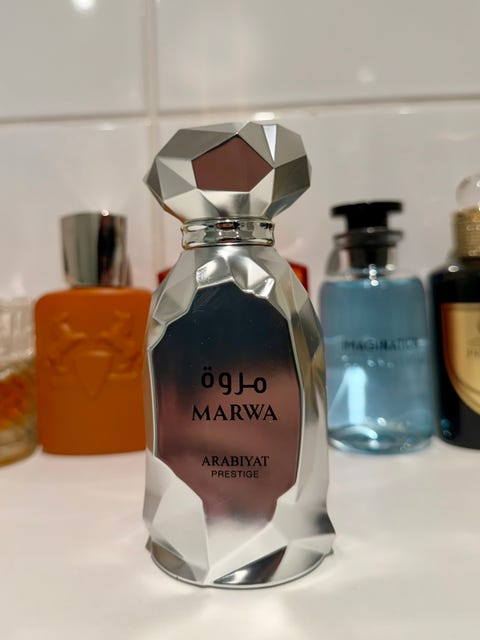 مروة
MARWA
ARABIYAT
PRESTIGE
IMAGINATION